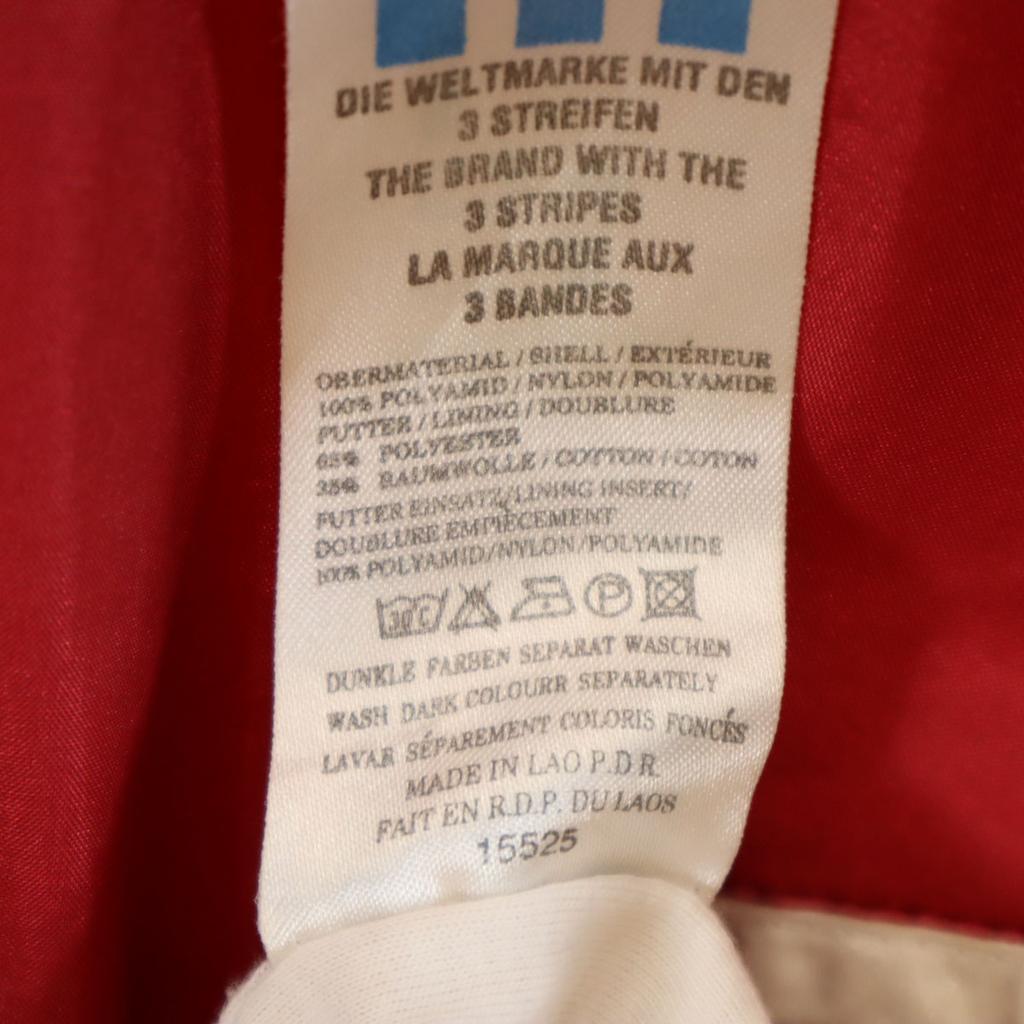 DIE WELTMARKE MIT DEN
3 STREIFEN
THE BRAND WITH THE
3 STRIPES
LA MARQUE AUX
3 BANDES
OBERMATERIAL / SHELL / EXTÉRIEUR
100% POLYAMID / NYLON / POLYAMIDE
FUTTER / LINING / DOUBLURE
65% POLYESTER
35% BAUMWOLLE / COTTON / COTON
FUTTER EINSATZ/LINING INSERT/
DOUBLURE EMPIÈCEMENT
100% POLYAMID/NYLON/POLYAMIDE
30°C P
DUNKLE FARBEN SEPARAT WASCHEN
WASH DARK COLOURR SEPARATELY
LAVAR SÉPAREMENT COLORIS FONCÉS
MADE IN LAO P.D.R.
FAIT EN R.D.P. DU LAOS
15525